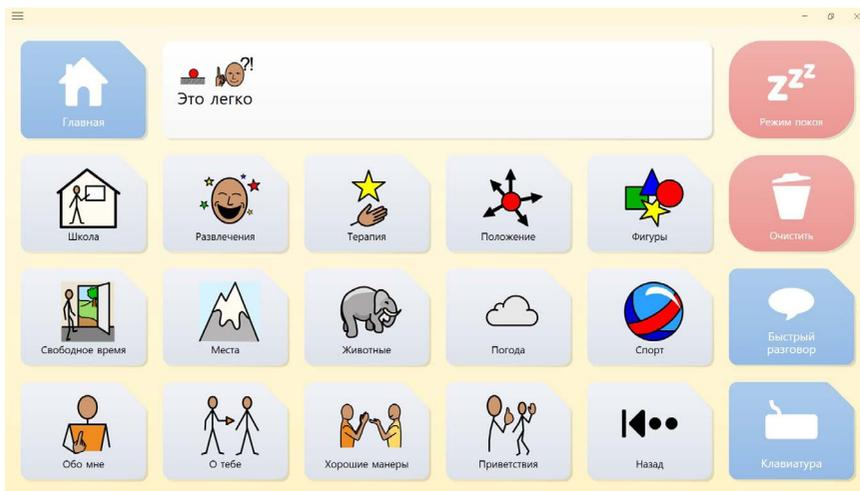 ?!
Главная
Это легко
zzz
Режим покоя
Школа
Развлечения
Терапия
Положение
Фигуры
Очистить
Свободное время
Места
Животные
Погода
Спорт
Быстрый
разговор
Обо мне
О тебе
Хорошие манеры
Приветствия
Назад
Клавиатура